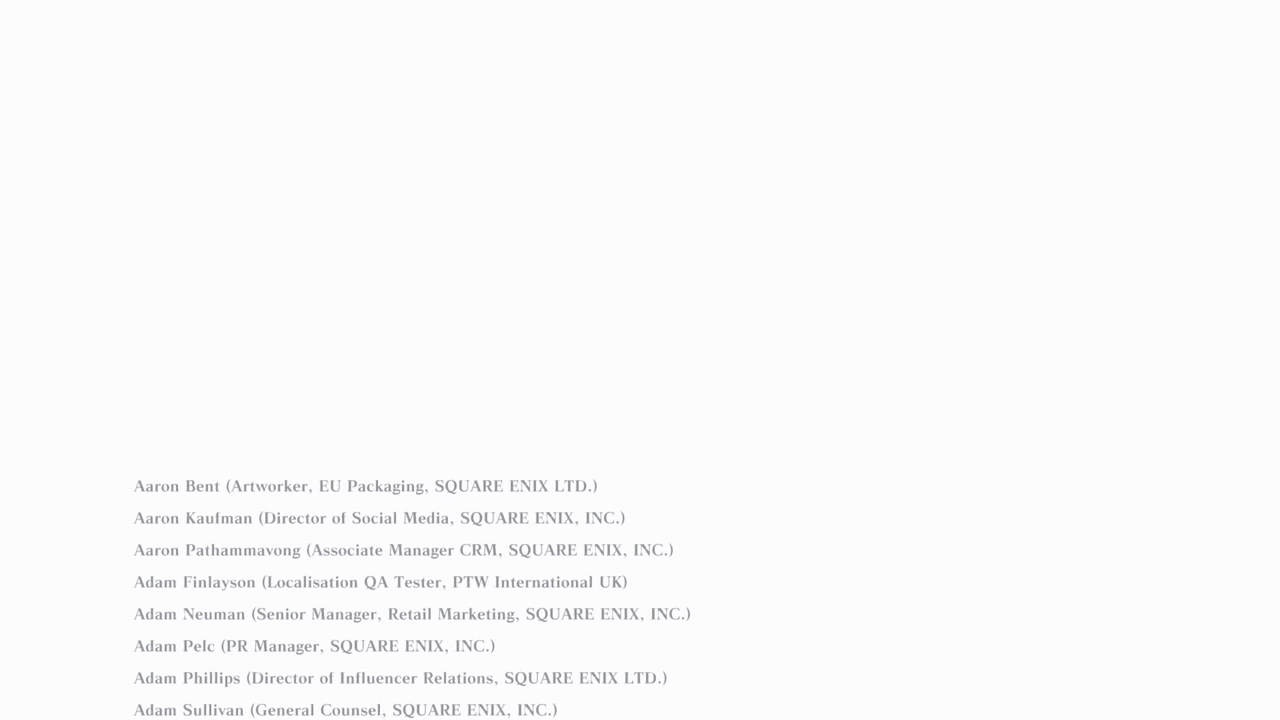 Aaron Bent (Artworker, EU Packaging, SQUARE ENIX LTD.)
Aaron Kaufman (Director of Social Media, SQUARE ENIX, INC.)
Aaron Pathammavong (Associate Manager CRM, SQUARE ENIX, INC.)
Adam Finlayson (Localisation QA Tester, PTW International UK)
Adam Neuman (Senior Manager, Retail Marketing, SQUARE ENIX, INC.)
Adam Pelc (PR Manager, SQUARE ENIX, INC.)
Adam Phillips (Director of Influencer Relations, SQUARE ENIX LTD.)
Adam Sullivan (General Counsel, SQUARE ENIX, INC.)